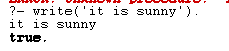 ?- write('it is sunny').
it is sunny
true.